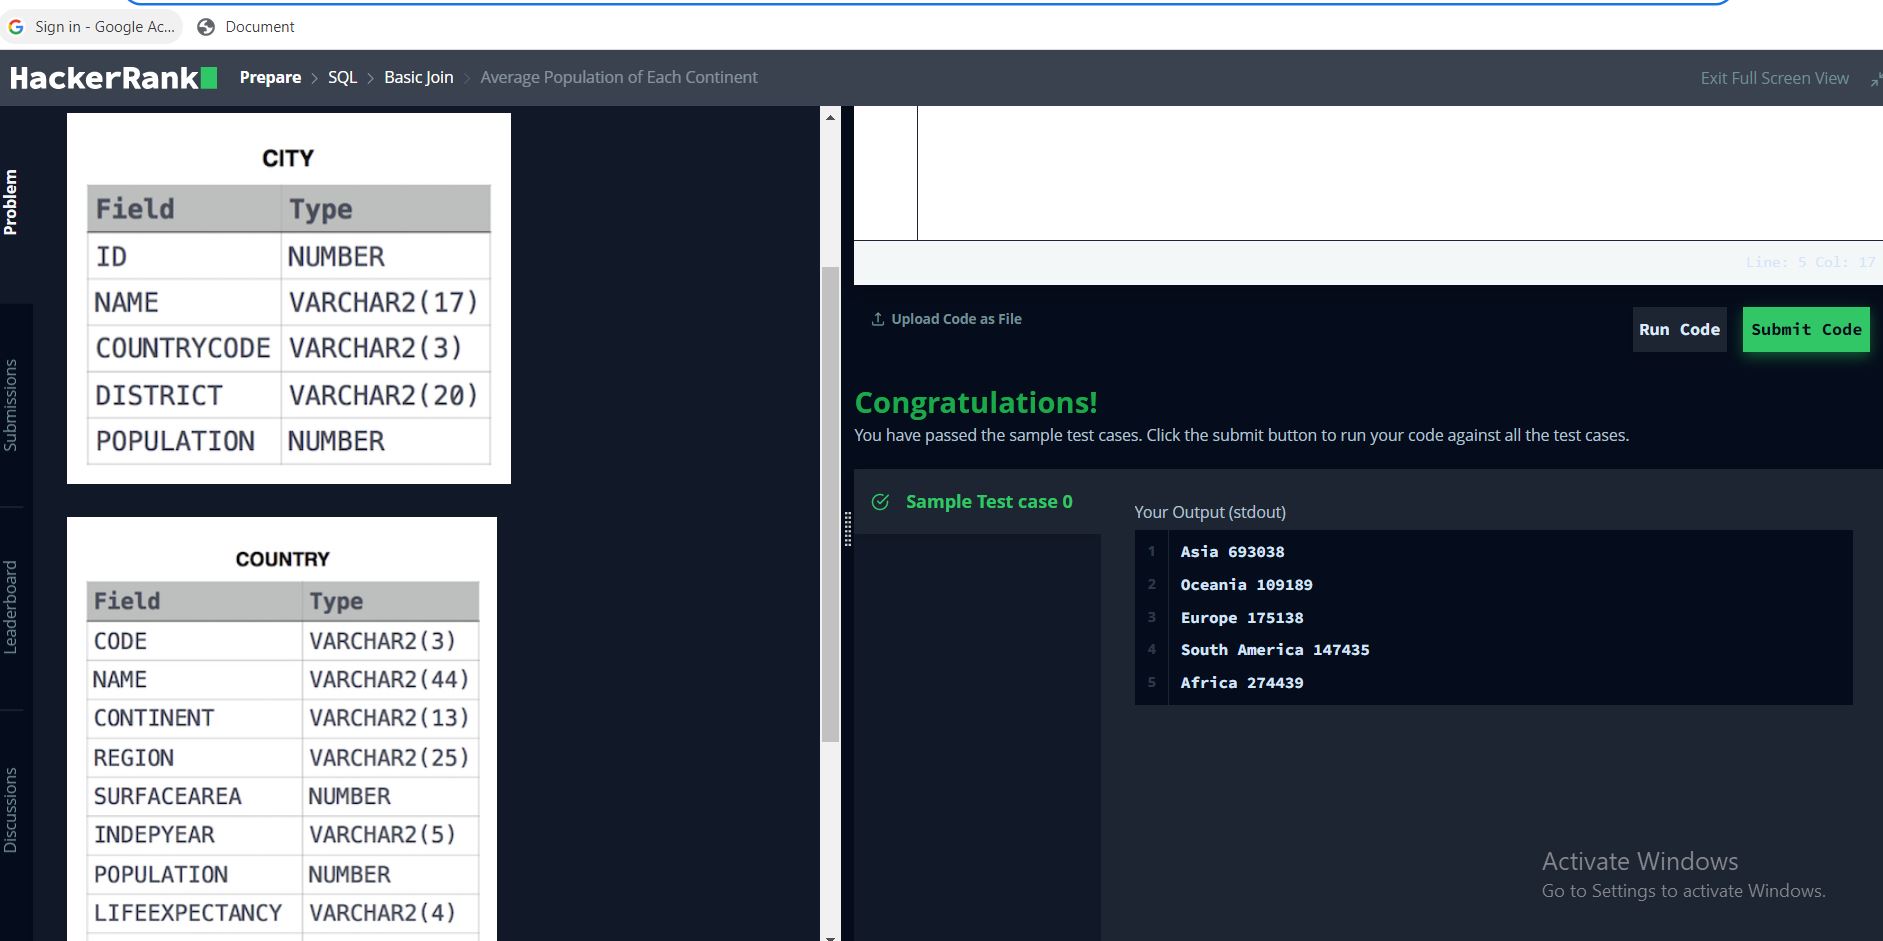 Sign in - Google Ac... Document
HackerRank Prepare > SQL > Basic Join > Average Population of Each Continent Exit Full Screen View
Problem
Submissions
Leaderboard
Discussions
CITY
Field Type
ID NUMBER
NAME VARCHAR2(17)
COUNTRYCODE VARCHAR2(3)
DISTRICT VARCHAR2(20)
POPULATION NUMBER
COUNTRY
Field Type
CODE VARCHAR2(3)
NAME VARCHAR2(44)
CONTINENT VARCHAR2(13)
REGION VARCHAR2(25)
SURFACEAREA NUMBER
INDEPYEAR VARCHAR2(5)
POPULATION NUMBER
LIFEEXPECTANCY VARCHAR2(4)
Line: 5 Col: 17
Upload Code as File Run Code Submit Code
Congratulations!
You have passed the sample test cases. Click the submit button to run your code against all the test cases.
Sample Test case 0
Your Output (stdout)
1 Asia 693038
2 Oceania 109189
3 Europe 175138
4 South America 147435
5 Africa 274439
Activate Windows
Go to Settings to activate Windows.